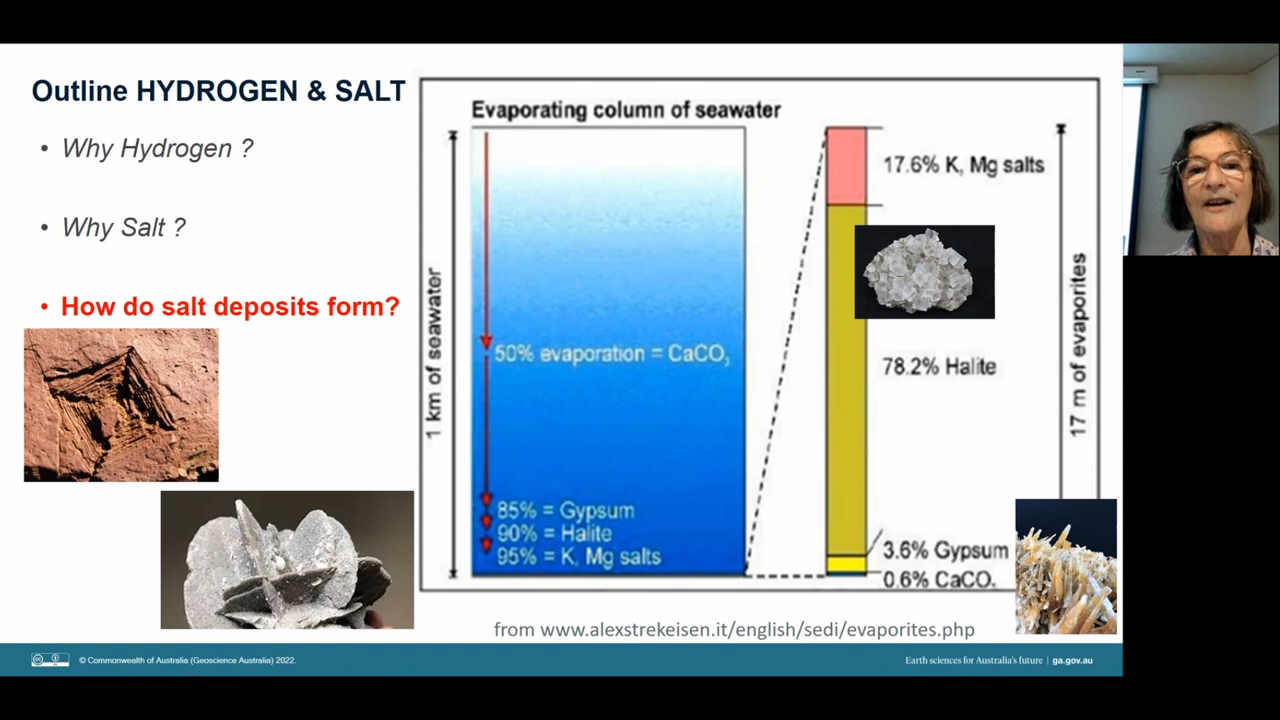 Outline HYDROGEN & SALT
• Why Hydrogen ?
• Why Salt ?
• How do salt deposits form?
Evaporating column of seawater
1 km of seawater
50% evaporation = CaCO₃
85% = Gypsum
90% = Halite
95% = K, Mg salts
17.6% K, Mg salts
78.2% Halite
3.6% Gypsum
0.6% CaCO₃
17 m of evaporites
from www.alexstrekeisen.it/english/sedi/evaporites.php
© Commonwealth of Australia (Geoscience Australia) 2022.
Earth sciences for Australia's future | ga.gov.au